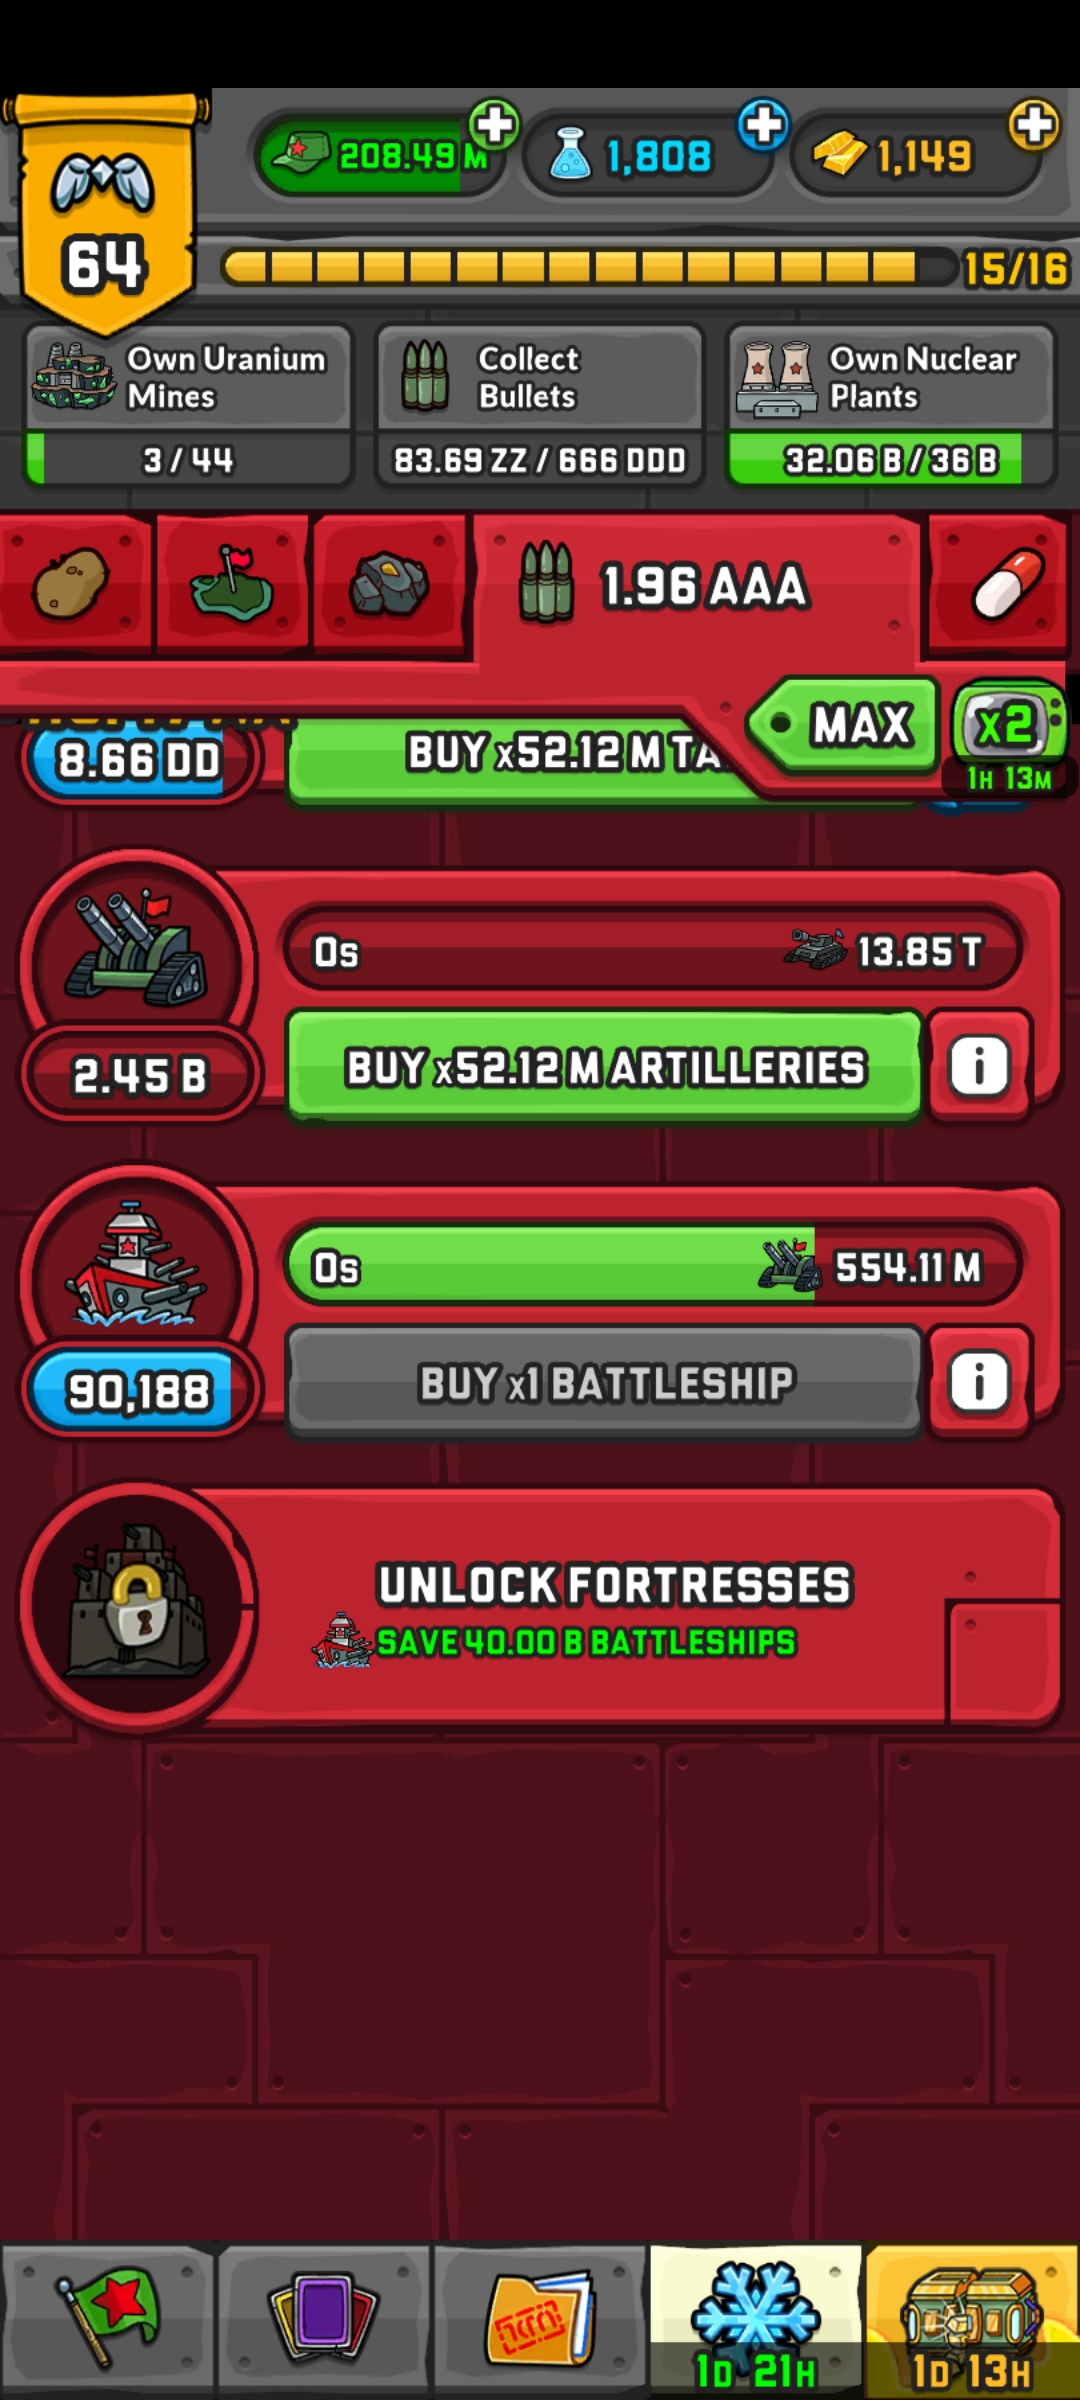 208.49 M
1,808
1,149
64
15/16
Own Uranium
Mines
3 / 44
Collect
Bullets
83.69 ZZ / 666 DDD
Own Nuclear
Plants
32.06 B / 36 B
1.96 AAA
MAX
x2
1H 13M
8.66 DD
BUY x52.12 M
0s
13.85 T
2.45 B
BUY x52.12 M ARTILLERIES
i
0s
554.11 M
90,188
BUY x1 BATTLESHIP
i
UNLOCK FORTRESSES
SAVE 40.00 B BATTLESHIPS
1D 21H
1D 13H